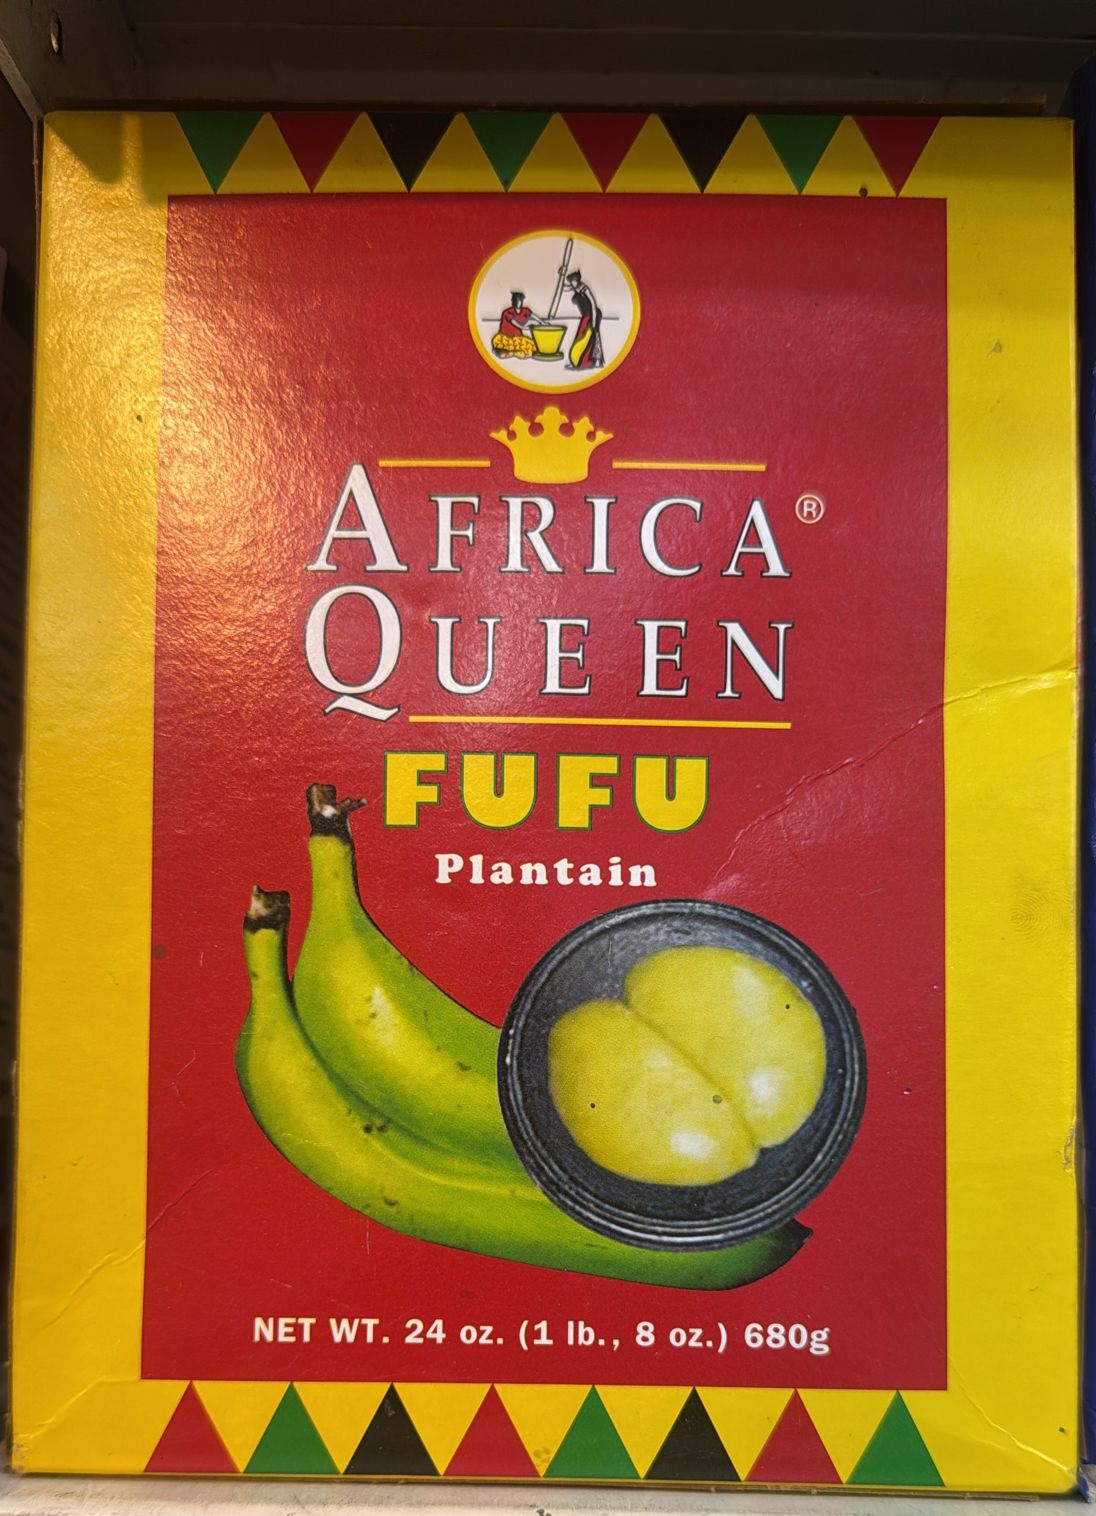 AFRICA®
QUEEN
FUFU
Plantain
NET WT. 24 oz. (1 lb., 8 oz.) 680g